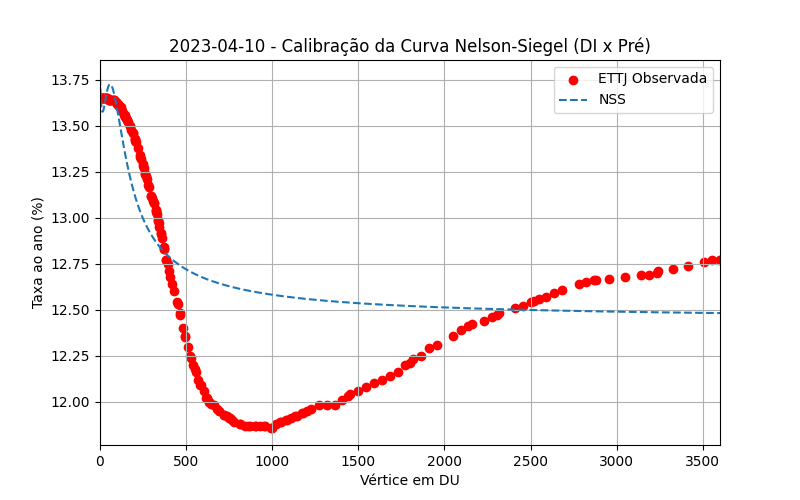 2023-04-10 - Calibração da Curva Nelson-Siegel (DI x Pré)
ETTJ Observada
NSS
Taxa ao ano (%)
13.75
13.50
13.25
13.00
12.75
12.50
12.25
12.00
0 500 1000 1500 2000 2500 3000 3500
Vértice em DU